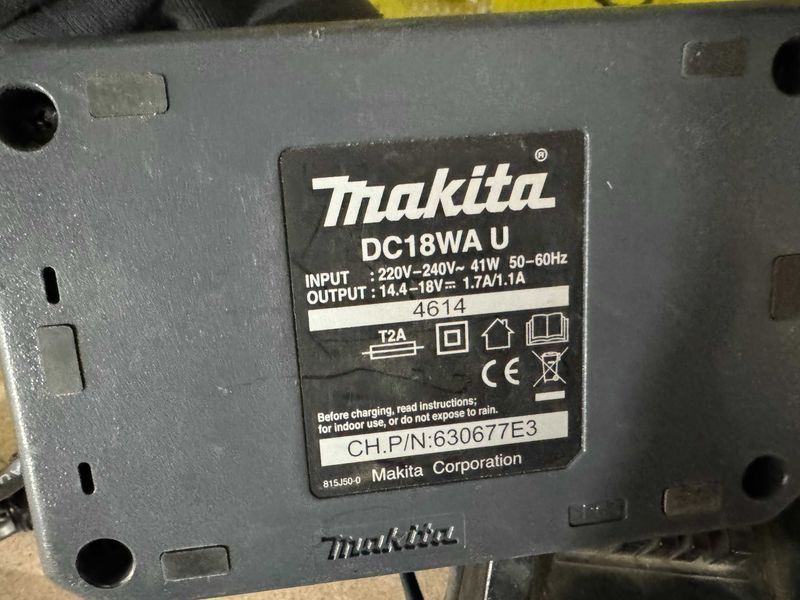 makita®
DC18WA U
INPUT : 220V-240V~ 41W 50-60Hz
OUTPUT : 14.4-18V⎓ 1.7A/1.1A
4614
T2A
CE
Before charging, read instructions;
for indoor use, or do not expose to rain.
CH.P/N:630677E3
815J50-0 Makita Corporation
makita